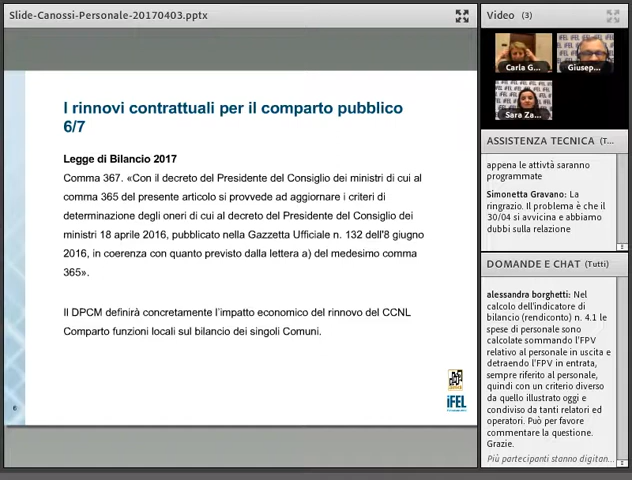 Slide-Canossi-Personale-20170403.pptx
I rinnovi contrattuali per il comparto pubblico
6/7
Legge di Bilancio 2017
Comma 367. «Con il decreto del Presidente del Consiglio dei ministri di cui al
comma 365 del presente articolo si provvede ad aggiornare i criteri di
determinazione degli oneri di cui al decreto del Presidente del Consiglio dei
ministri 18 aprile 2016, pubblicato nella Gazzetta Ufficiale n. 132 dell'8 giugno
2016, in coerenza con quanto previsto dalla lettera a) del medesimo comma
365».
Il DPCM definirà concretamente l'impatto economico del rinnovo del CCNL
Comparto funzioni locali sul bilancio dei singoli Comuni.
6
iFEL
Video (3)
Carla G...
Giusep...
Sara Za...
ASSISTENZA TECNICA (T...
appena le attivtà saranno
programmate
Simonetta Gravano: La
ringrazio. Il problema è che il
30/04 si avvicina e abbiamo
dubbi sulla relazione
DOMANDE E CHAT (Tutti)
alessandra borghetti: Nel
calcolo dell'indicatore di
bilancio (rendiconto) n. 4.1 le
spese di personale sono
calcolate sommando l'FPV
relativo al personale in uscita e
detraendo l'FPV in entrata,
sempre riferito al personale,
quindi con un criterio diverso
da quello illustrato oggi e
condiviso da tanti relatori ed
operatori. Può per favore
commentare la questione.
Grazie.
Più partecipanti stanno digitan...